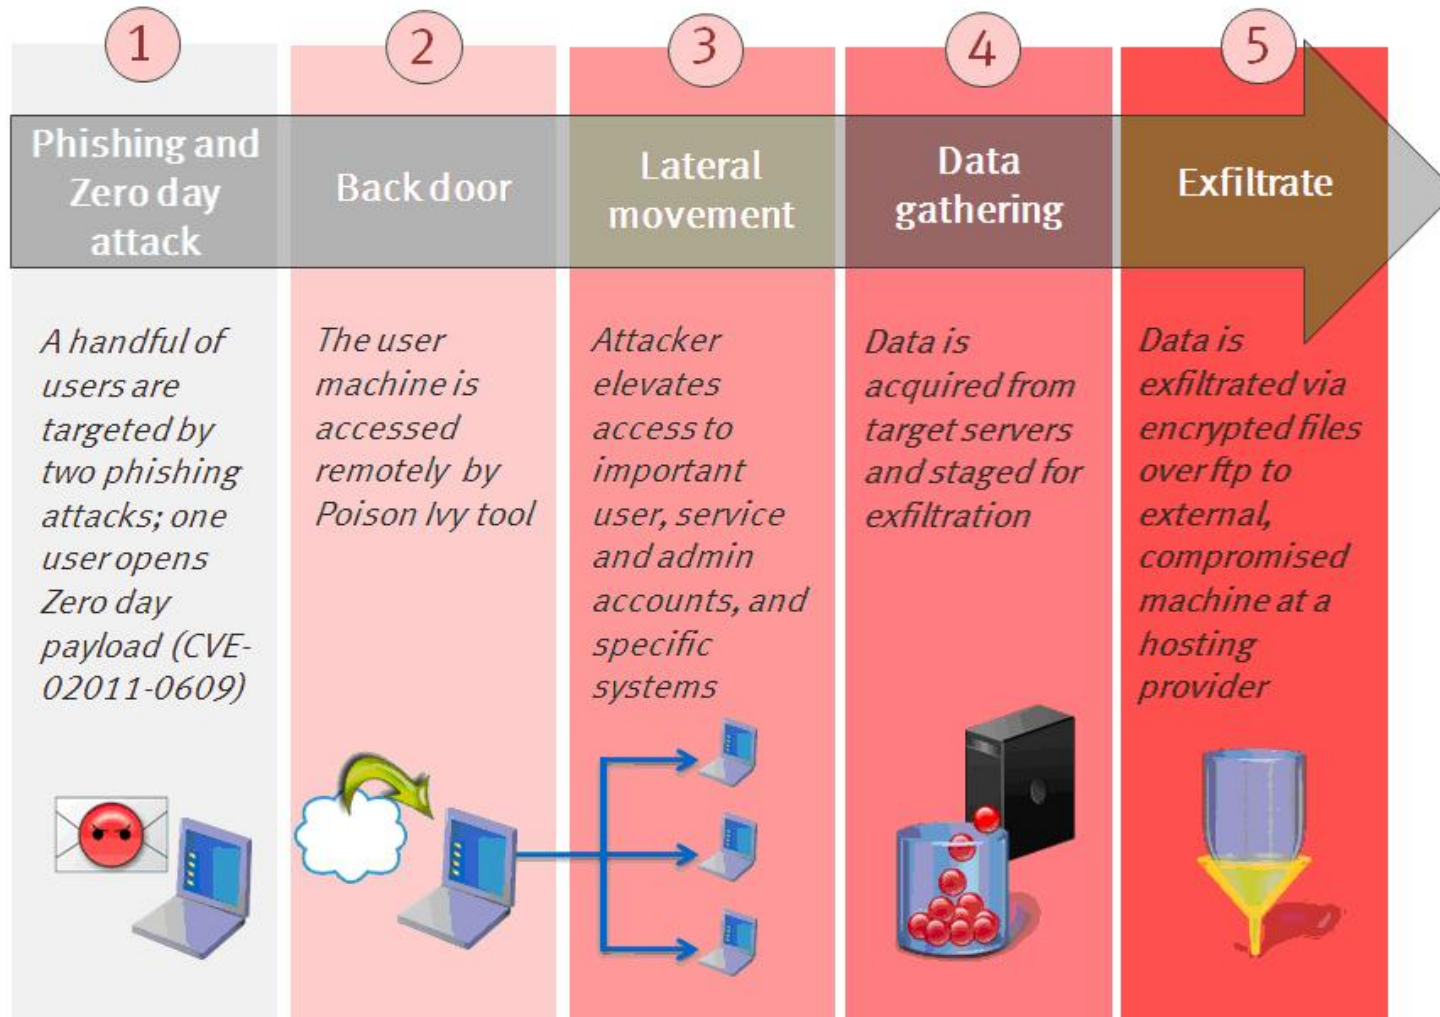 1
2
3
4
5
Phishing and
Zero day
attack
Back door
Lateral
movement
Data
gathering
Exfiltrate
A handful of
users are
targeted by
two phishing
attacks; one
user opens
Zero day
payload (CVE-
02011-0609)
The user
machine is
accessed
remotely by
Poison Ivy tool
Attacker
elevates
access to
important
user, service
and admin
accounts, and
specific
systems
Data is
acquired from
target servers
and staged for
exfiltration
Data is
exfiltrated via
encrypted files
over ftp to
external,
compromised
machine at a
hosting
provider